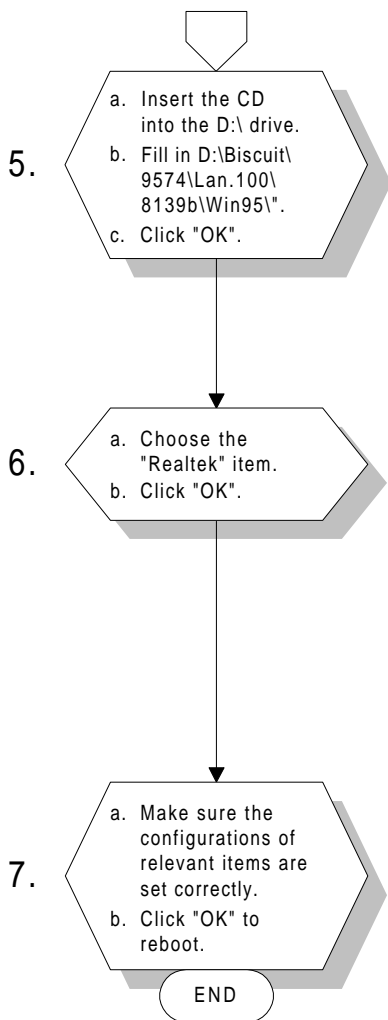 5.
a. Insert the CD
into the D:\ drive.
b. Fill in D:\Biscuit\
9574\Lan.100\
8139b\Win95\".
c. Click "OK".
6.
a. Choose the
"Realtek" item.
b. Click "OK".
7.
a. Make sure the
configurations of
relevant items are
set correctly.
b. Click "OK" to
reboot.
END